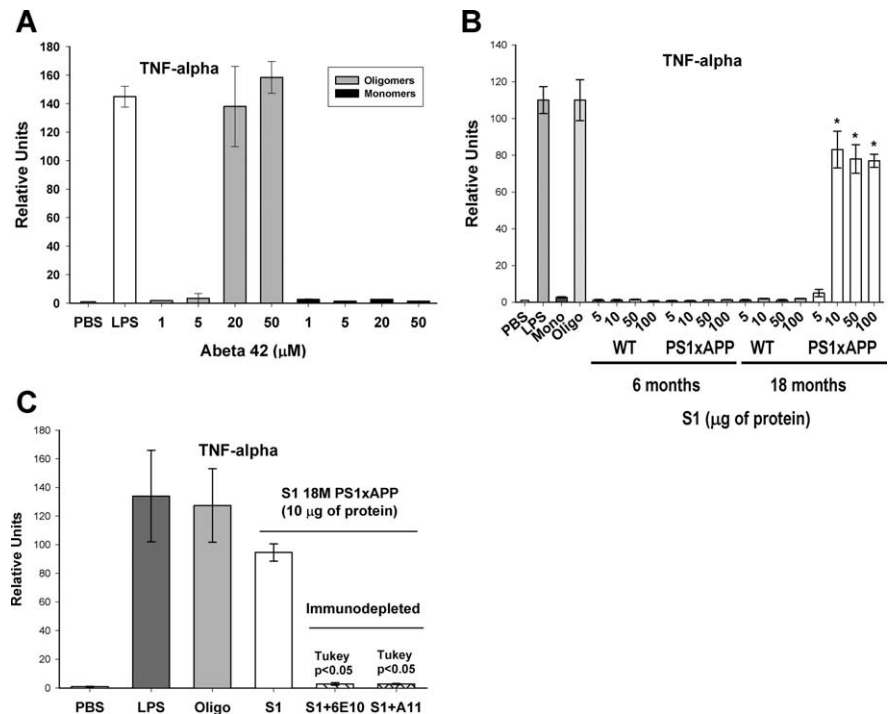 A
TNF-alpha
Oligomers
Monomers
Relative Units
180
160
140
120
100
80
60
40
20
0
PBS LPS 1 5 20 50 1 5 20 50
Abeta 42 (μM)
B
TNF-alpha
Relative Units
140
120
100
80
60
40
20
0
* * *
PBS LPS Mono Oligo 5 10 50 100 5 10 50 100 5 10 50 100 5 10 50 100
WT PS1xAPP WT PS1xAPP
6 months 18 months
S1 (μg of protein)
C
TNF-alpha
Relative Units
180
160
140
120
100
80
60
40
20
0
S1 18M PS1xAPP
(10 μg of protein)
Immunodepleted
Tukey Tukey
p<0.05 p<0.05
PBS LPS Oligo S1 S1+6E10 S1+A11